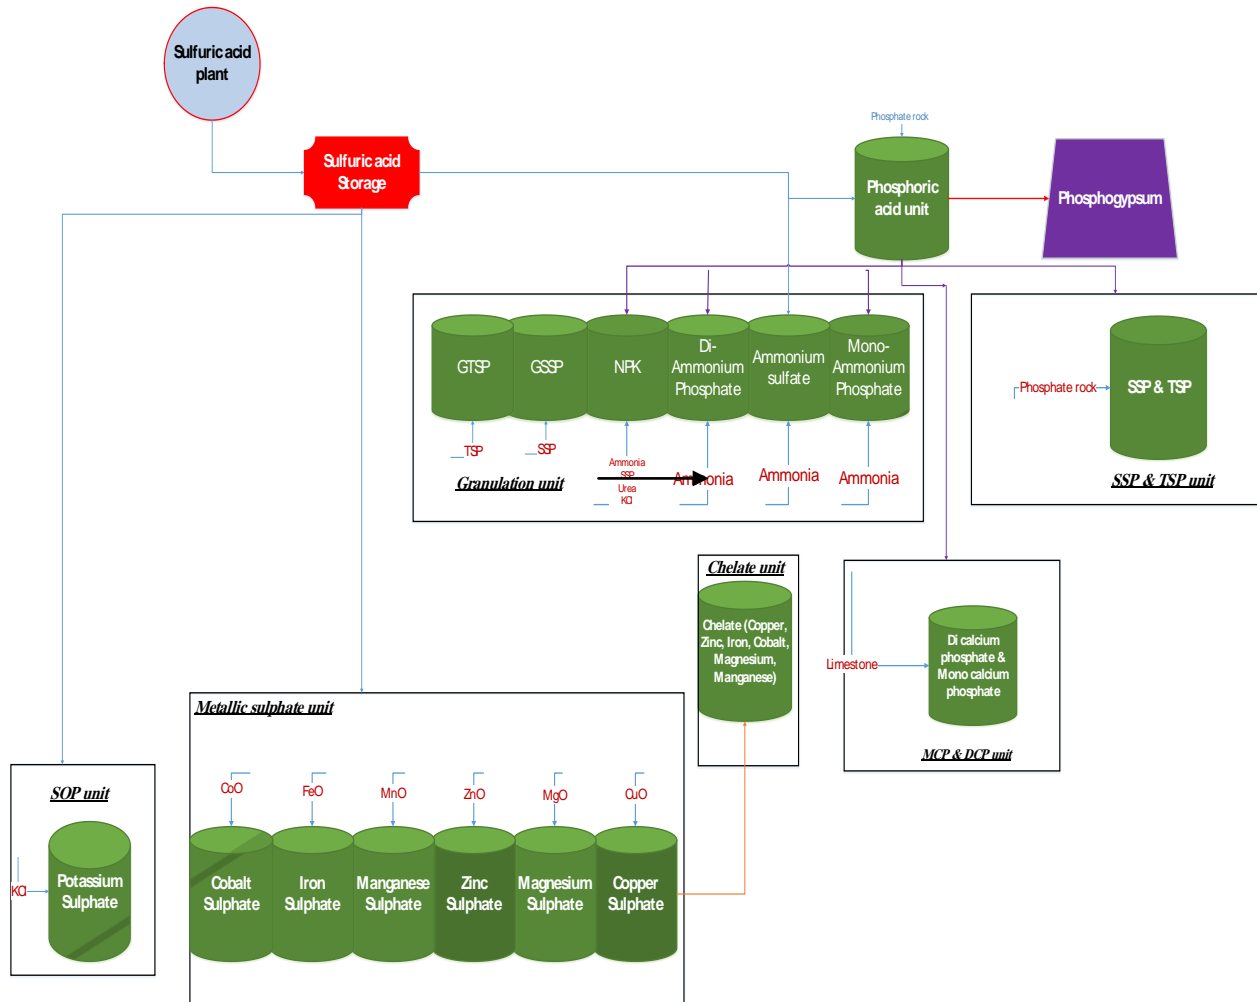 Sulfuric acid
plant
Phosphate rock
Sulfuric acid
Storage
Phosphoric
acid unit
Phosphogypsum
GTSP
GSSP
NPK
Di-
Ammonium
Phosphate
Ammonium
sulfate
Mono-
Ammonium
Phosphate
TSP
SSP
Ammonia
SSP
Urea
KCl
Ammonia
Ammonia
Ammonia
Granulation unit
Phosphate rock
SSP & TSP
SSP & TSP unit
Chelate unit
Chelate (Copper,
Zinc, Iron, Cobalt,
Magnesium,
Manganese)
Limestone
Di calcium
phosphate &
Mono calcium
phosphate
MCP & DCP unit
Metallic sulphate unit
CoO
FeO
MnO
ZnO
MgO
CuO
Cobalt
Sulphate
Iron
Sulphate
Manganese
Sulphate
Zinc
Sulphate
Magnesium
Sulphate
Copper
Sulphate
SOP unit
KCl
Potassium
Sulphate